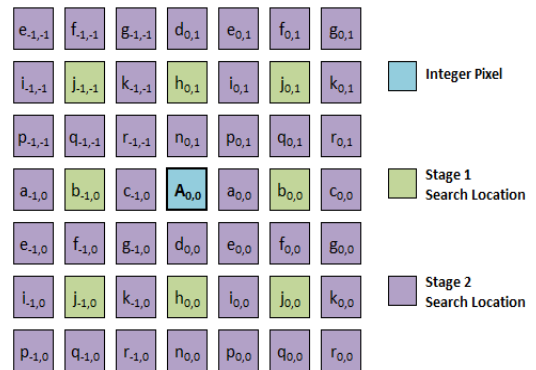 e-1,-1 f-1,-1 g-1,-1 d0,1 e0,1 f0,1 g0,1
i-1,-1 j-1,-1 k-1,-1 h0,1 i0,1 j0,1 k0,1
Integer Pixel
p-1,-1 q-1,-1 r-1,-1 n0,1 p0,1 q0,1 r0,1
a-1,0 b-1,0 c-1,0 A0,0 a0,0 b0,0 c0,0
Stage 1
Search Location
e-1,0 f-1,0 g-1,0 d0,0 e0,0 f0,0 g0,0
i-1,0 j-1,0 k-1,0 h0,0 i0,0 j0,0 k0,0
Stage 2
Search Location
p-1,0 q-1,0 r-1,0 n0,0 p0,0 q0,0 r0,0